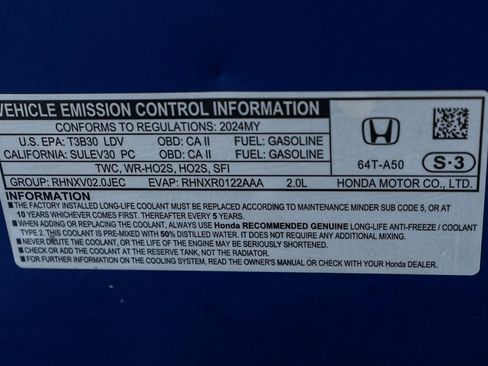 VEHICLE EMISSION CONTROL INFORMATION
CONFORMS TO REGULATIONS: 2024MY
U.S. EPA: T3B30 LDV OBD: CA II FUEL: GASOLINE
CALIFORNIA: SULEV30 PC OBD: CA II FUEL: GASOLINE
TWC, WR-HO2S, HO2S, SFI
GROUP: RHNXV02.0JEC EVAP: RHNXR0122AAA 2.0L
64T-A50
S-3
HONDA MOTOR CO., LTD.
INFORMATION
■THE FACTORY INSTALLED LONG-LIFE COOLANT MUST BE REPLACED ACCORDING TO MAINTENANCE MINDER SUB CODE 5, OR AT
10 YEARS WHICH COMES FIRST. THEREAFTER EVERY 5 YEARS.
■WHEN ADDING OR REPLACING THE COOLANT, ALWAYS USE Honda RECOMMENDED GENUINE LONG-LIFE ANTI-FREEZE / COOLANT
TYPE 2. THIS COOLANT IS PRE-MIXED WITH 50% DISTILLED WATER. IT DOES NOT REQUIRE ANY ADDITIONAL MIXING.
■NEVER DILUTE THE COOLANT, OR THE LIFE OF THE ENGINE MAY BE SERIOUSLY SHORTENED.
■CHECK OR ADD THE COOLANT AT THE RESERVE TANK, NOT THE RADIATOR.
■FOR FURTHER INFORMATION ON THE COOLING SYSTEM, READ THE OWNER'S MANUAL OR CHECK WITH YOUR Honda DEALER.